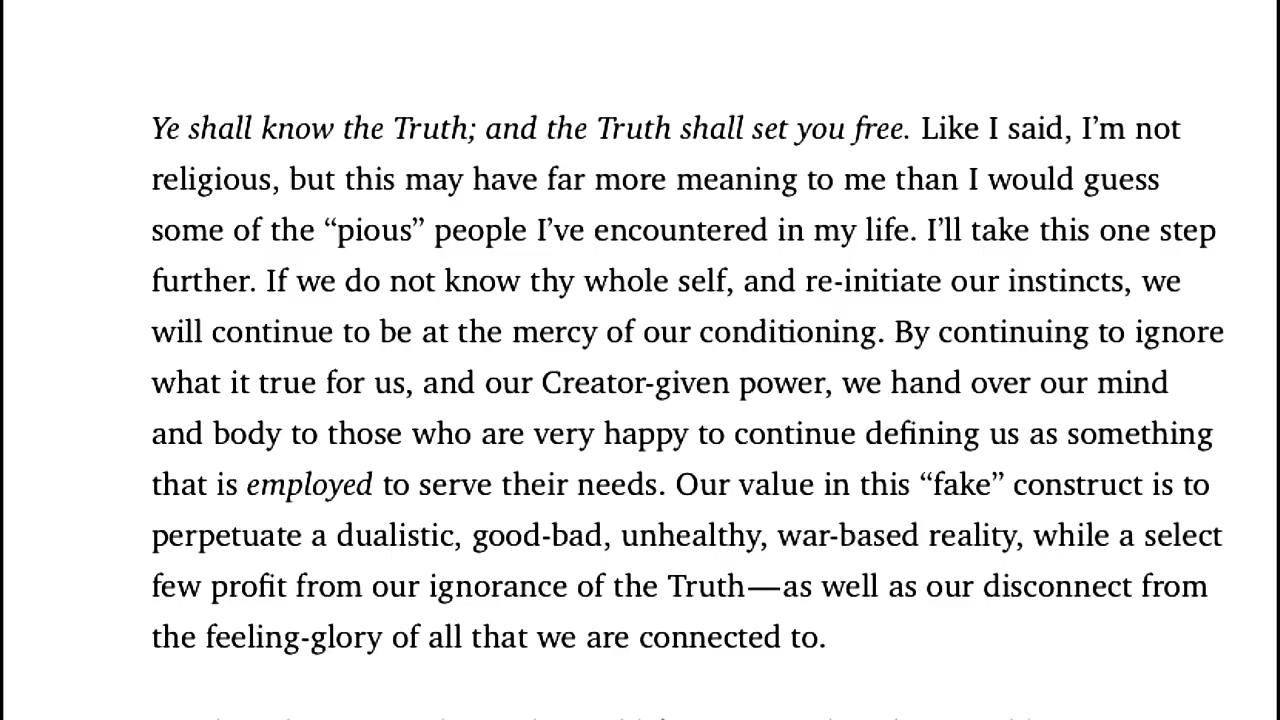 Ye shall know the Truth; and the Truth shall set you free. Like I said, I’m not
religious, but this may have far more meaning to me than I would guess
some of the “pious” people I’ve encountered in my life. I’ll take this one step
further. If we do not know thy whole self, and re-initiate our instincts, we
will continue to be at the mercy of our conditioning. By continuing to ignore
what it true for us, and our Creator-given power, we hand over our mind
and body to those who are very happy to continue defining us as something
that is employed to serve their needs. Our value in this “fake” construct is to
perpetuate a dualistic, good-bad, unhealthy, war-based reality, while a select
few profit from our ignorance of the Truth—as well as our disconnect from
the feeling-glory of all that we are connected to.